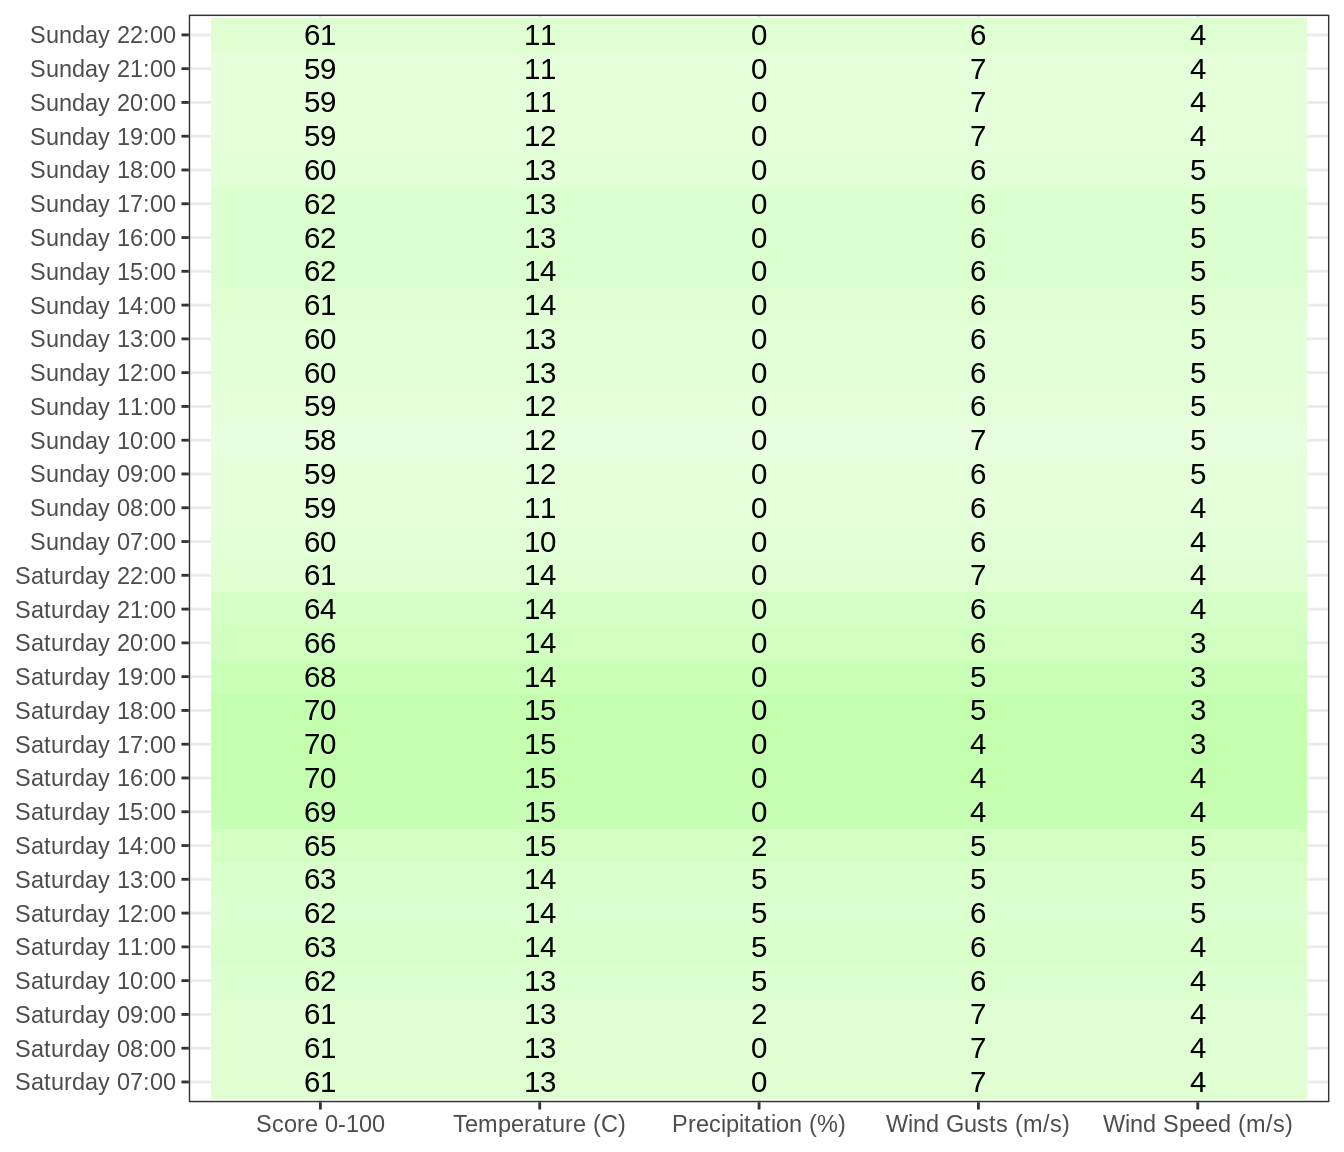 Sunday 22:00 61 11 0 6 4
Sunday 21:00 59 11 0 7 4
Sunday 20:00 59 11 0 7 4
Sunday 19:00 59 12 0 7 4
Sunday 18:00 60 13 0 6 5
Sunday 17:00 62 13 0 6 5
Sunday 16:00 62 13 0 6 5
Sunday 15:00 62 14 0 6 5
Sunday 14:00 61 14 0 6 5
Sunday 13:00 60 13 0 6 5
Sunday 12:00 60 13 0 6 5
Sunday 11:00 59 12 0 6 5
Sunday 10:00 58 12 0 7 5
Sunday 09:00 59 12 0 6 5
Sunday 08:00 59 11 0 6 4
Sunday 07:00 60 10 0 6 4
Saturday 22:00 61 14 0 7 4
Saturday 21:00 64 14 0 6 4
Saturday 20:00 66 14 0 6 3
Saturday 19:00 68 14 0 5 3
Saturday 18:00 70 15 0 5 3
Saturday 17:00 70 15 0 4 3
Saturday 16:00 70 15 0 4 4
Saturday 15:00 69 15 0 4 4
Saturday 14:00 65 15 2 5 5
Saturday 13:00 63 14 5 5 5
Saturday 12:00 62 14 5 6 5
Saturday 11:00 63 14 5 6 4
Saturday 10:00 62 13 5 6 4
Saturday 09:00 61 13 2 7 4
Saturday 08:00 61 13 0 7 4
Saturday 07:00 61 13 0 7 4
Score 0-100 Temperature (C) Precipitation (%) Wind Gusts (m/s) Wind Speed (m/s)